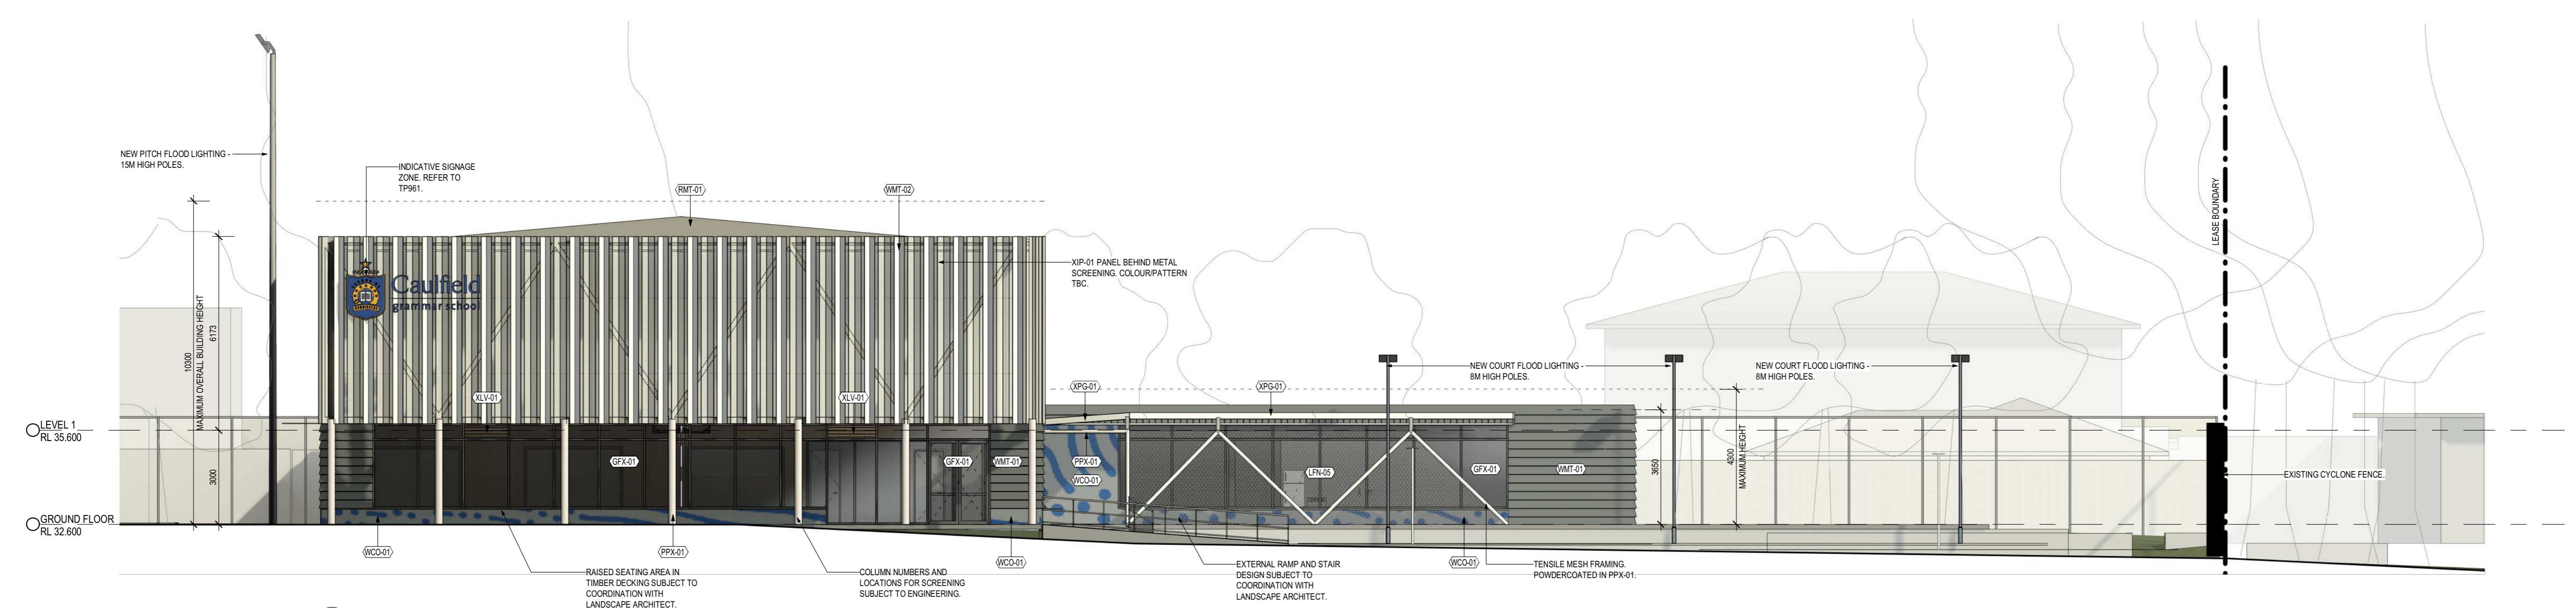 NEW PITCH FLOOD LIGHTING -
15M HIGH POLES.
INDICATIVE SIGNAGE
ZONE. REFER TO
TP961.
RMT-01
WMT-02
LEASE BOUNDARY
Caulfield
grammar school
XIP-01 PANEL BEHIND METAL
SCREENING. COLOUR/PATTERN
TBC.
10300
MAXIMUM OVERALL BUILDING HEIGHT
6173
3000
NEW COURT FLOOD LIGHTING -
8M HIGH POLES.
NEW COURT FLOOD LIGHTING -
8M HIGH POLES.
XLV-01
XLV-01
XPG-01
XPG-01
LEVEL 1
RL 35.600
GFX-01
GFX-01
WMT-01
PPX-01
WCO-01
LFN-05
GFX-01
WMT-01
3650
4300
MAXIMUM HEIGHT
EXISTING CYCLONE FENCE.
GROUND FLOOR
RL 32.600
WCO-01
PPX-01
WCO-01
WCO-01
RAISED SEATING AREA IN
TIMBER DECKING SUBJECT TO
COORDINATION WITH
LANDSCAPE ARCHITECT.
COLUMN NUMBERS AND
LOCATIONS FOR SCREENING
SUBJECT TO ENGINEERING.
EXTERNAL RAMP AND STAIR
DESIGN SUBJECT TO
COORDINATION WITH
LANDSCAPE ARCHITECT.
TENSILE MESH FRAMING.
POWDERCOATED IN PPX-01.